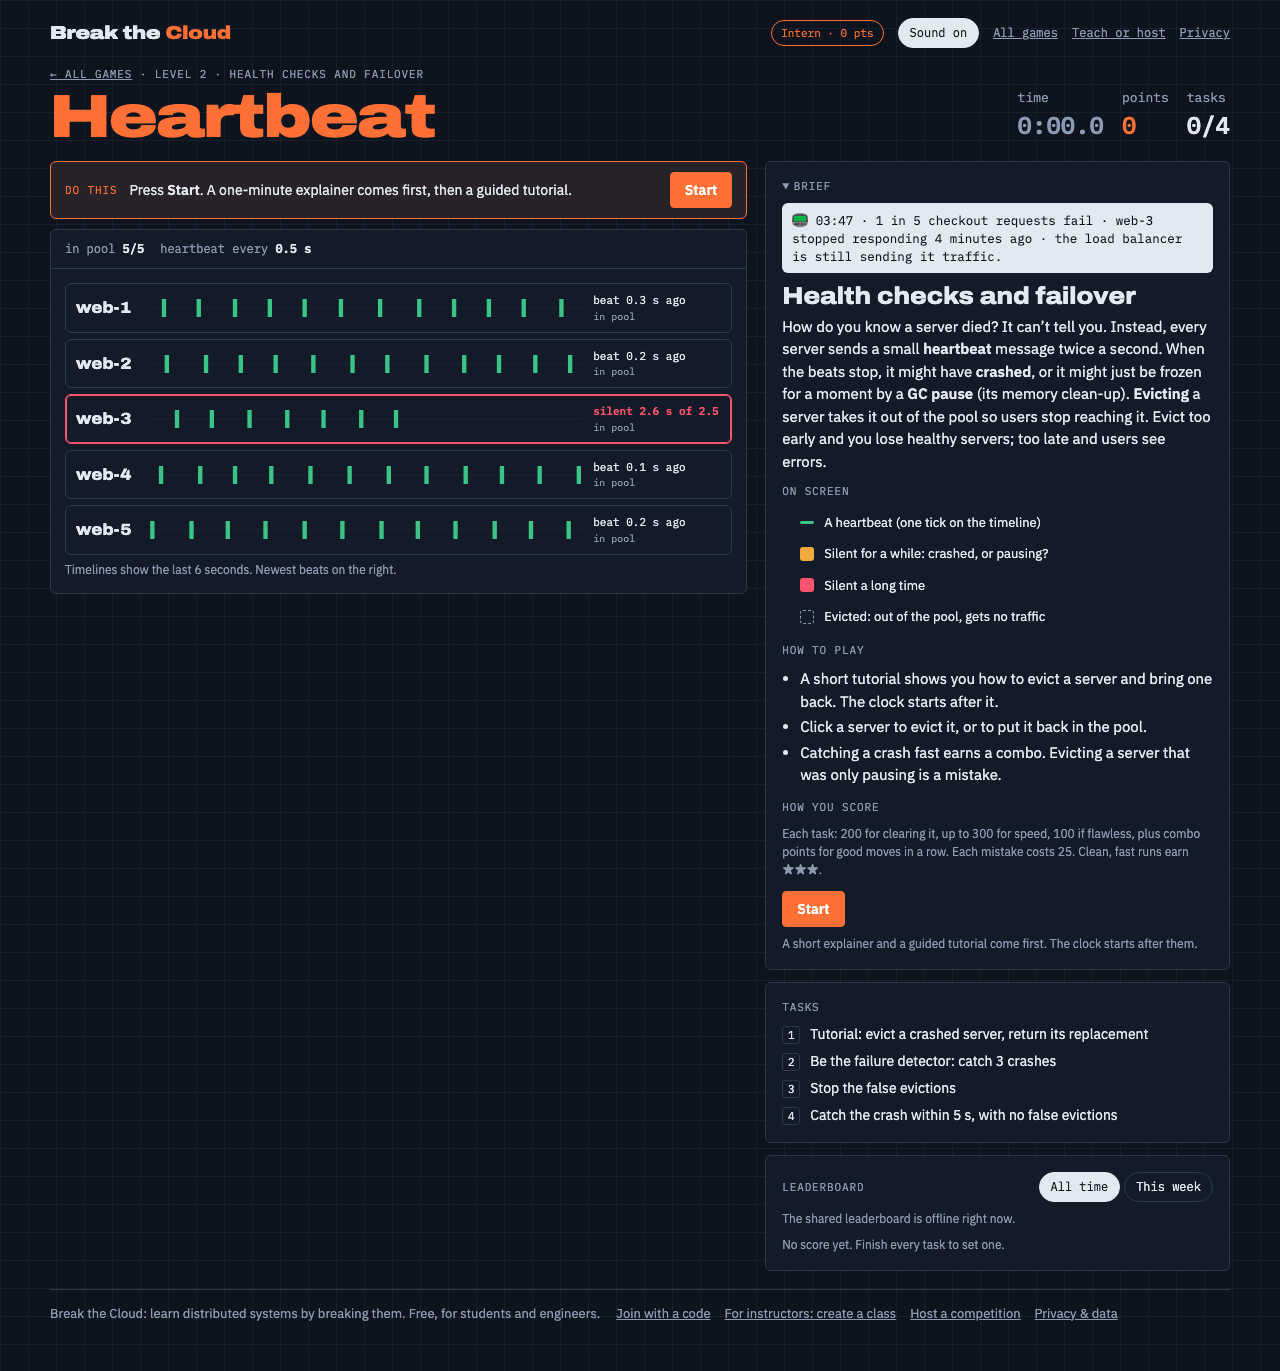 Break the Cloud
Intern · 0 pts
Sound on
All games
Teach or host
Privacy
← ALL GAMES · LEVEL 2 · HEALTH CHECKS AND FAILOVER
Heartbeat
time
0:00.0
points
0
tasks
0/4
DO THIS Press Start. A one-minute explainer comes first, then a guided tutorial.
Start
in pool 5/5 heartbeat every 0.5 s
web-1
beat 0.3 s ago
in pool
web-2
beat 0.2 s ago
in pool
web-3
silent 2.6 s of 2.5
in pool
web-4
beat 0.1 s ago
in pool
web-5
beat 0.2 s ago
in pool
Timelines show the last 6 seconds. Newest beats on the right.
▼ BRIEF
03:47 · 1 in 5 checkout requests fail · web-3
stopped responding 4 minutes ago · the load balancer
is still sending it traffic.
Health checks and failover
How do you know a server died? It can’t tell you. Instead, every
server sends a small heartbeat message twice a second. When
the beats stop, it might have crashed, or it might just be frozen
for a moment by a GC pause (its memory clean-up). Evicting a
server takes it out of the pool so users stop reaching it. Evict too
early and you lose healthy servers; too late and users see
errors.
ON SCREEN
A heartbeat (one tick on the timeline)
Silent for a while: crashed, or pausing?
Silent a long time
Evicted: out of the pool, gets no traffic
HOW TO PLAY
• A short tutorial shows you how to evict a server and bring one
back. The clock starts after it.
• Click a server to evict it, or to put it back in the pool.
• Catching a crash fast earns a combo. Evicting a server that
was only pausing is a mistake.
HOW YOU SCORE
Each task: 200 for clearing it, up to 300 for speed, 100 if flawless, plus combo
points for good moves in a row. Each mistake costs 25. Clean, fast runs earn
★★★.
Start
A short explainer and a guided tutorial come first. The clock starts after them.
TASKS
1 Tutorial: evict a crashed server, return its replacement
2 Be the failure detector: catch 3 crashes
3 Stop the false evictions
4 Catch the crash within 5 s, with no false evictions
LEADERBOARD
All time
This week
The shared leaderboard is offline right now.
No score yet. Finish every task to set one.
Break the Cloud: learn distributed systems by breaking them. Free, for students and engineers.
Join with a code
For instructors: create a class
Host a competition
Privacy & data